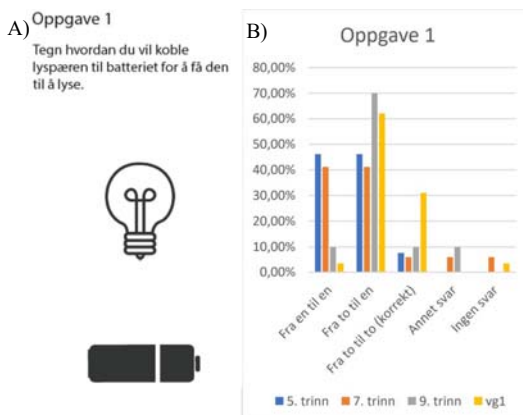 A) Oppgave 1
Tegn hvordan du vil koble
lyspæren til batteriet for å få den
til å lyse.
B)
Oppgave 1
80,00%
70,00%
60,00%
50,00%
40,00%
30,00%
20,00%
10,00%
0,00%
Fra en til en
Fra to til en
Fra to til to (korrekt)
Annet svar
Ingen svar
5. trinn 7. trinn 9. trinn vg1